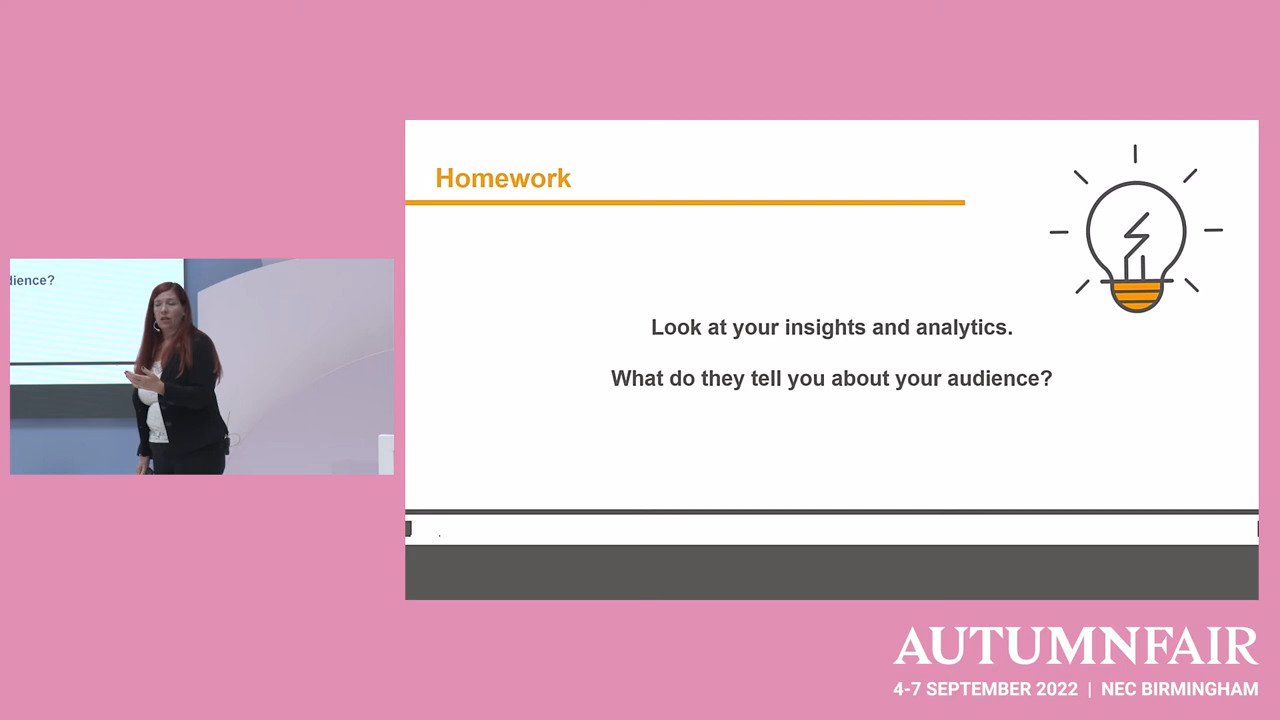 Homework
dience?
Look at your insights and analytics.
What do they tell you about your audience?
AUTUMNFAIR
4-7 SEPTEMBER 2022 | NEC BIRMINGHAM